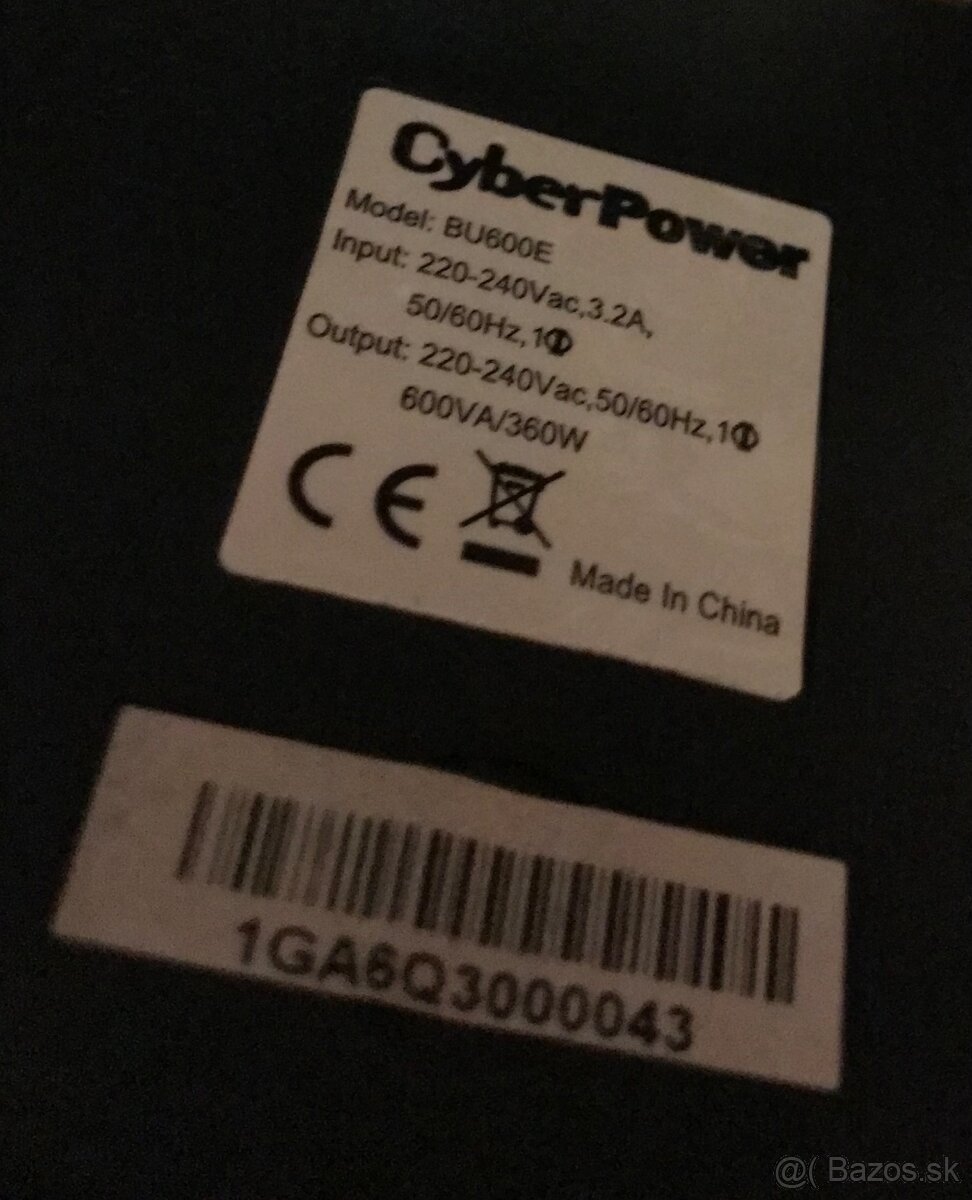 CyberPower
Model: BU600E
Input: 220-240Vac,3.2A,
50/60Hz,1Φ
Output: 220-240Vac,50/60Hz,1Φ
600VA/360W
CE
Made In China
1GA6Q3000043
@( Bazos.sk